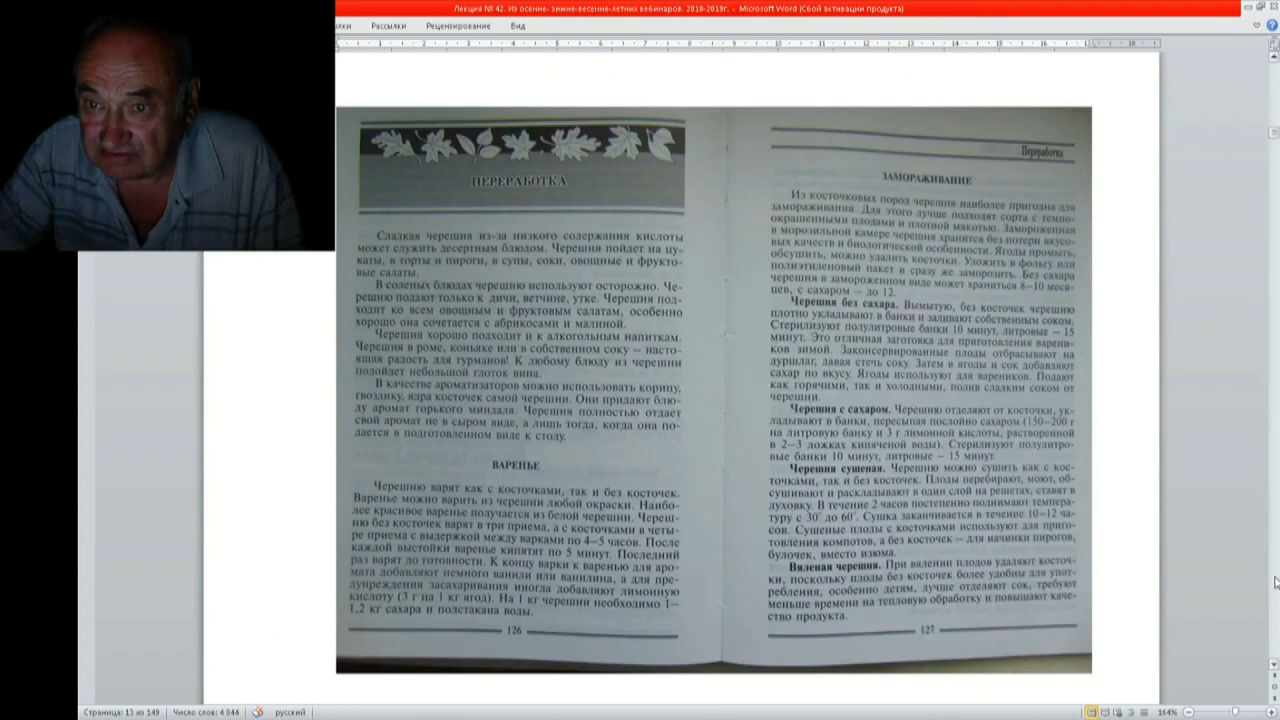 Лекция № 42. Из осенне- зимне-весенне-летних вебинаров. 2018-2019г. - Microsoft Word (Сбой активации продукта)
лки Рассылки Рецензирование Вид
ПЕРЕРАБОТКА
Сладкая черешня из-за низкого содержания кислоты
может служить десертным блюдом. Черешня пойдет на цу-
каты, в торты и пироги, в супы, соки, овощные и фрукто-
вые салаты.
В соленых блюдах черешню используют осторожно. Че-
решню подают только к дичи, ветчине, утке. Черешня под-
ходит ко всем овощным и фруктовым салатам, особенно
хорошо она сочетается с абрикосами и малиной.
Черешня хорошо подходит и к алкогольным напиткам.
Черешня в роме, коньяке или в собственном соку – насто-
ящая радость для гурманов! К любому блюду из черешни
подойдет небольшой глоток вина.
В качестве ароматизаторов можно использовать корицу,
гвоздику, ядра косточек самой черешни. Они придают блю-
ду аромат горького миндаля. Черешня полностью отдает
свой аромат не в сыром виде, а лишь тогда, когда она по-
дается в подготовленном виде к столу.
ВАРЕНЬЕ
Черешню варят как с косточками, так и без косточек.
Варенье можно варить из черешни любой окраски. Наибо-
лее красивое варенье получается из белой черешни. Череш-
ню без косточек варят в три приема, а с косточками в четы-
ре приема с выдержкой между варками по 4–5 часов. После
каждой выстойки варенье кипятят по 5 минут. Последний
раз варят до готовности. К концу варки к варенью для аро-
мата добавляют немного ванили или ванилина, а для пре-
дупреждения засахаривания иногда добавляют лимонную
кислоту (3 г на 1 кг ягод). На 1 кг черешни необходимо 1–
1,2 кг сахара и полстакана воды.
126
Переработка
ЗАМОРАЖИВАНИЕ
Из косточковых пород черешня наиболее пригодна для
замораживания. Для этого лучше подходят сорта с темно-
окрашенными плодами и плотной мякотью. Замороженная
в морозильной камере черешня хранится без потери вкусо-
вых качеств и биологической особенности. Ягоды промыть,
обсушить, можно удалить косточки. Уложить в фольгу или
полиэтиленовый пакет и сразу же заморозить. Без сахара
черешня в замороженном виде может храниться 8–10 меся-
цев, с сахаром – до 12.
Черешня без сахара. Вымытую, без косточек черешню
плотно укладывают в банки и заливают собственным соком.
Стерилизуют полулитровые банки 10 минут, литровые – 15
минут. Это отличная заготовка для приготовления варени-
ков зимой. Законсервированные плоды отбрасывают на
дуршлаг, давая стечь соку. Затем в ягоды и сок добавляют
сахар по вкусу. Ягоды используют для вареников. Подают
как горячими, так и холодными, полив сладким соком от
черешни.
Черешня с сахаром. Черешню отделяют от косточки, ук-
ладывают в банки, пересыпая послойно сахаром (150–200 г
на литровую банку и 3 г лимонной кислоты, растворенной
в 2–3 ложках кипяченой воды). Стерилизуют полулитро-
вые банки 10 минут, литровые – 15 минут.
Черешня сушеная. Черешню можно сушить как с кос-
точками, так и без косточек. Плоды перебирают, моют, об-
сушивают и раскладывают в один слой на решетах, ставят в
духовку. В течение 2 часов постепенно поднимают темпера-
туру с 30° до 60°. Сушка заканчивается в течение 10–12 ча-
сов. Сушеные плоды с косточками используют для приго-
товления компотов, а без косточек – для начинки пирогов,
булочек, вместо изюма.
Вяленая черешня. При вялении плодов удаляют косточ-
ки, поскольку плоды без косточек более удобны для упот-
ребления, особенно детям, лучше отделяют сок, требуют
меньше времени на тепловую обработку и повышают каче-
ство продукта.
127
Страница: 13 из 149 Число слов: 4 044 русский 164%